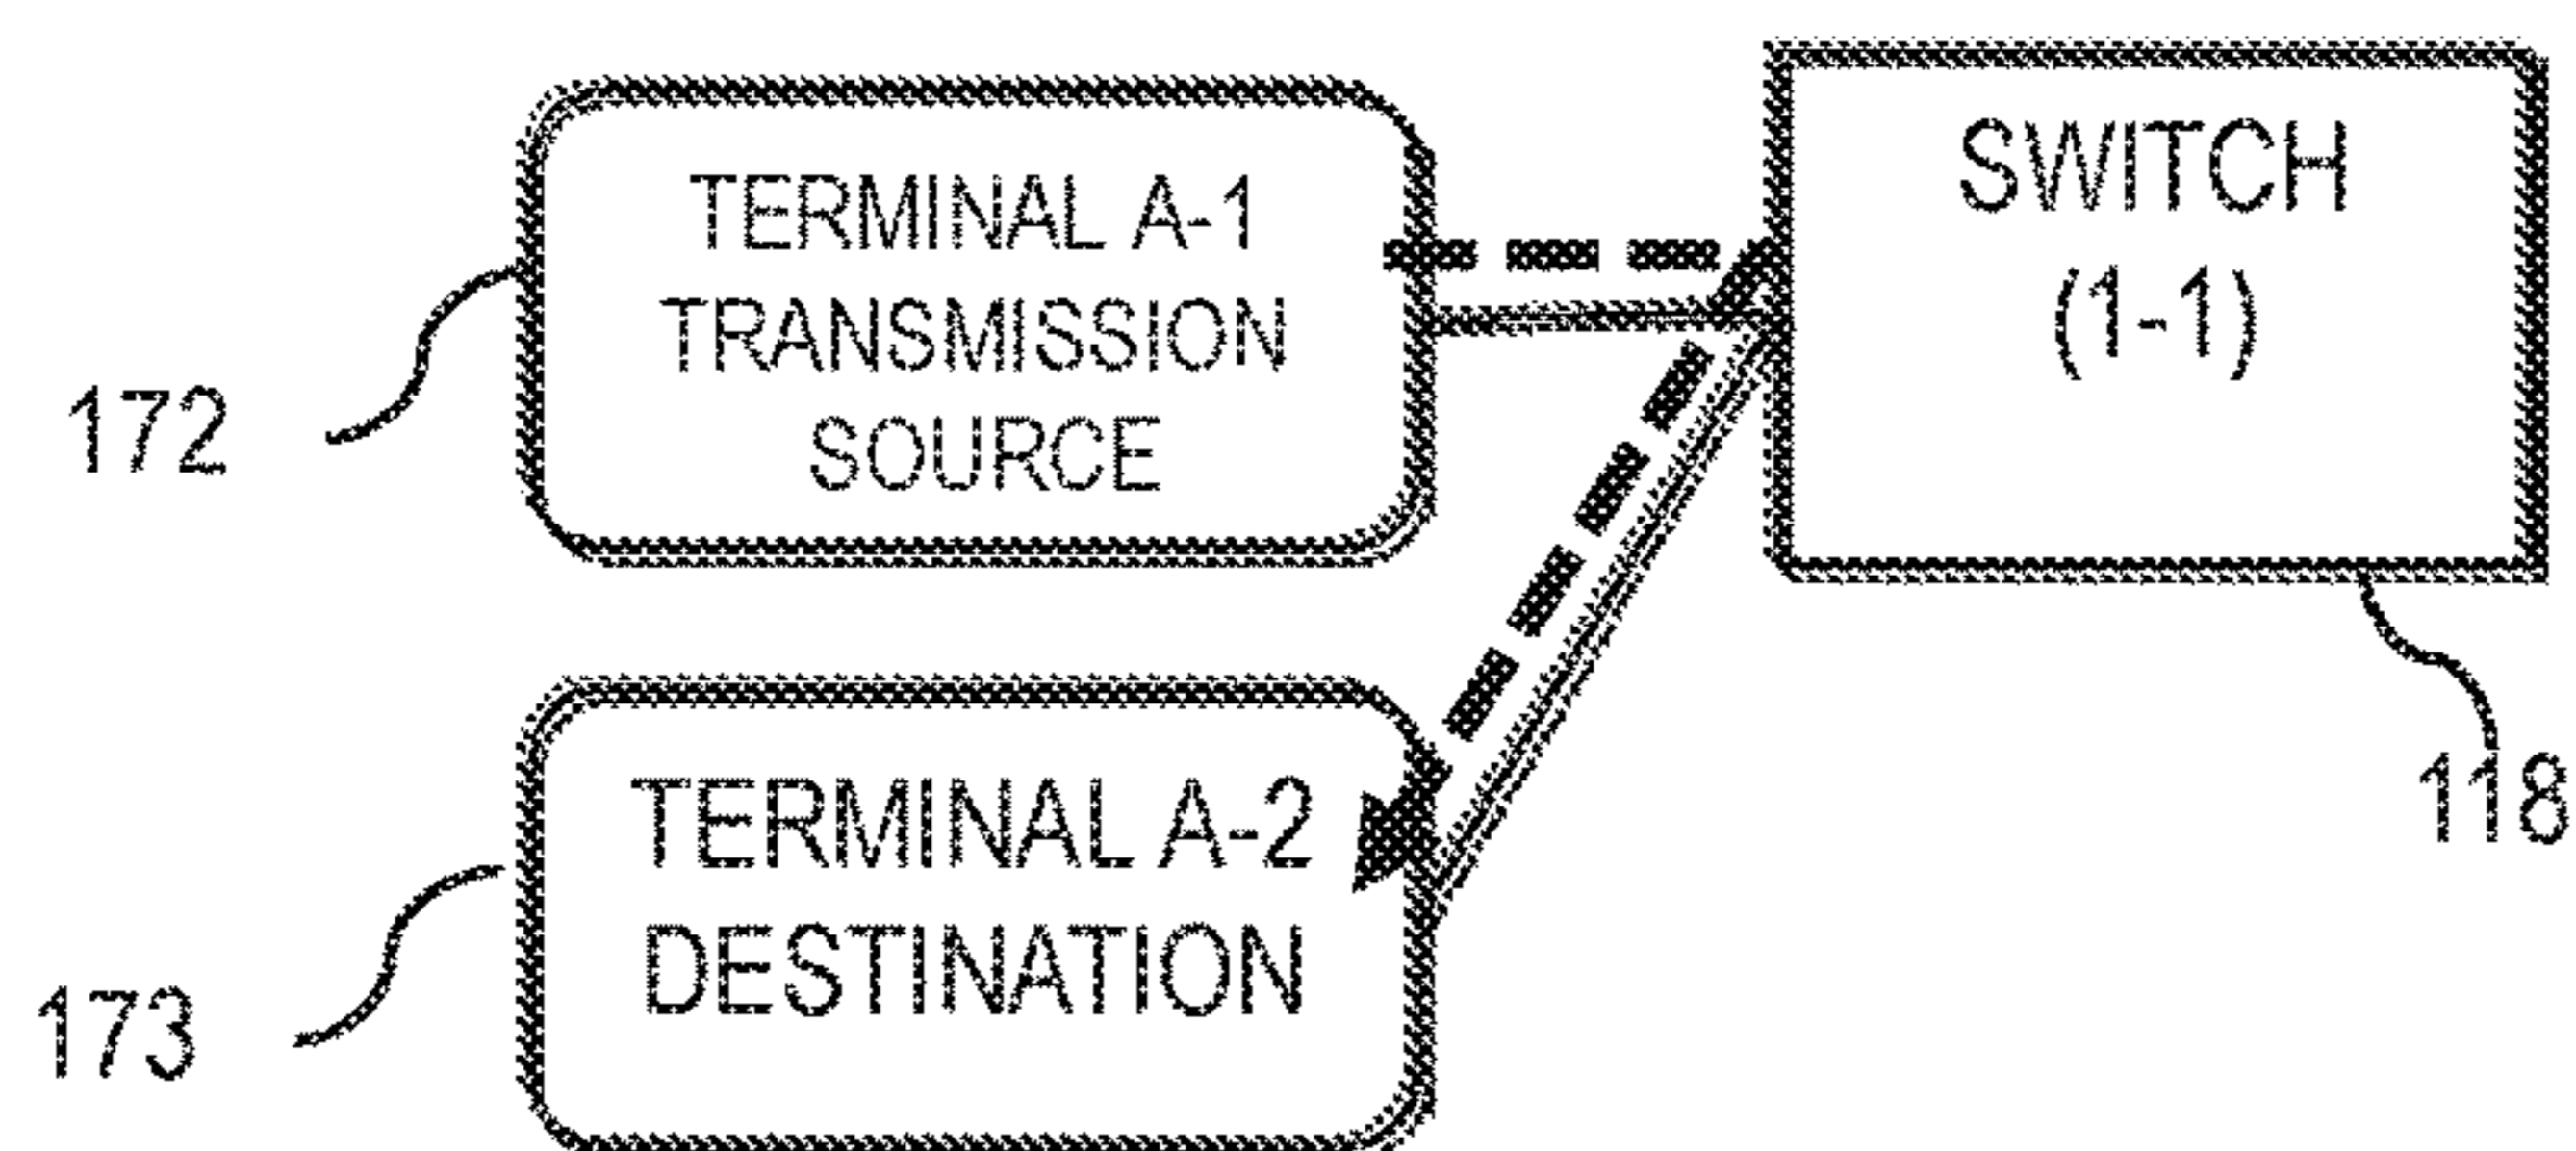 TERMINAL A-1
TRANSMISSION
SOURCE
SWITCH
(1-1)
172
118
TERMINAL A-2
DESTINATION
173